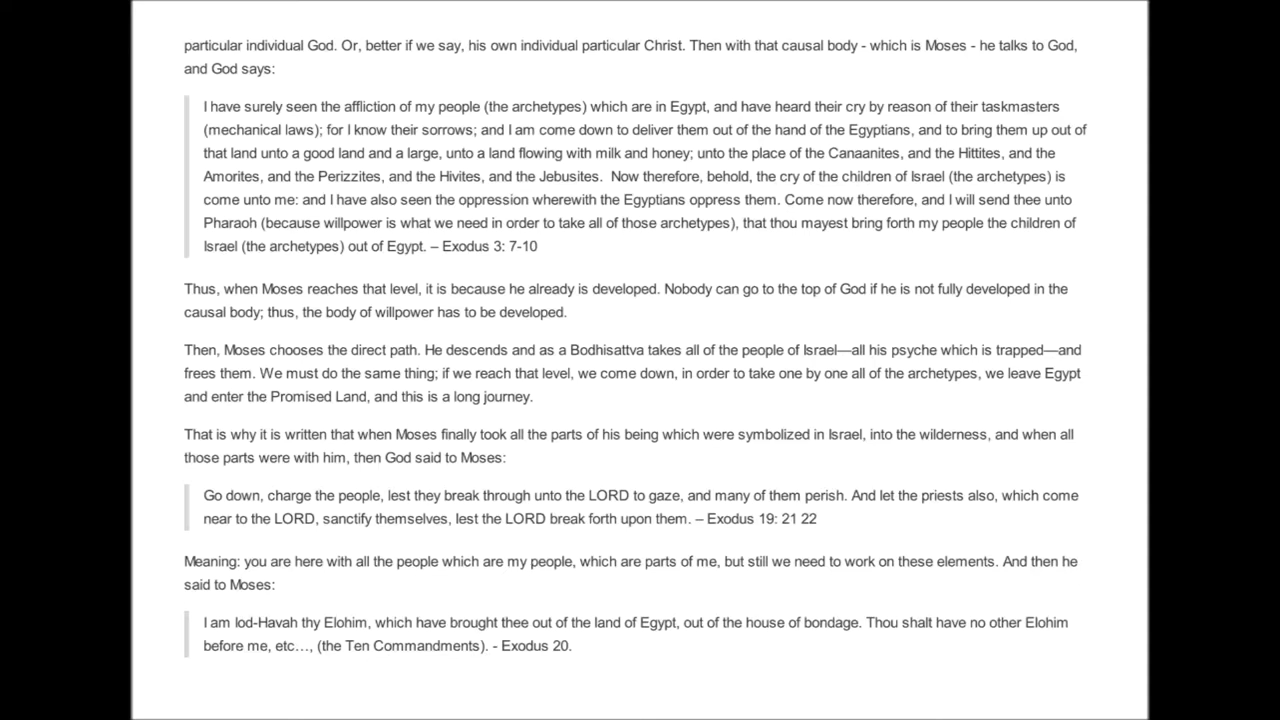 particular individual God. Or, better if we say, his own individual particular Christ. Then with that causal body - which is Moses - he talks to God,
and God says:
I have surely seen the affliction of my people (the archetypes) which are in Egypt, and have heard their cry by reason of their taskmasters
(mechanical laws); for I know their sorrows; and I am come down to deliver them out of the hand of the Egyptians, and to bring them up out of
that land unto a good land and a large, unto a land flowing with milk and honey; unto the place of the Canaanites, and the Hittites, and the
Amorites, and the Perizzites, and the Hivites, and the Jebusites.  Now therefore, behold, the cry of the children of Israel (the archetypes) is
come unto me: and I have also seen the oppression wherewith the Egyptians oppress them. Come now therefore, and I will send thee unto
Pharaoh (because willpower is what we need in order to take all of those archetypes), that thou mayest bring forth my people the children of
Israel (the archetypes) out of Egypt. – Exodus 3: 7-10
Thus, when Moses reaches that level, it is because he already is developed. Nobody can go to the top of God if he is not fully developed in the
causal body; thus, the body of willpower has to be developed.
Then, Moses chooses the direct path. He descends and as a Bodhisattva takes all of the people of Israel—all his psyche which is trapped—and
frees them. We must do the same thing; if we reach that level, we come down, in order to take one by one all of the archetypes, we leave Egypt
and enter the Promised Land, and this is a long journey.
That is why it is written that when Moses finally took all the parts of his being which were symbolized in Israel, into the wilderness, and when all
those parts were with him, then God said to Moses:
Go down, charge the people, lest they break through unto the LORD to gaze, and many of them perish. And let the priests also, which come
near to the LORD, sanctify themselves, lest the LORD break forth upon them. – Exodus 19: 21 22
Meaning: you are here with all the people which are my people, which are parts of me, but still we need to work on these elements. And then he
said to Moses:
I am Iod-Havah thy Elohim, which have brought thee out of the land of Egypt, out of the house of bondage. Thou shalt have no other Elohim
before me, etc…, (the Ten Commandments). - Exodus 20.